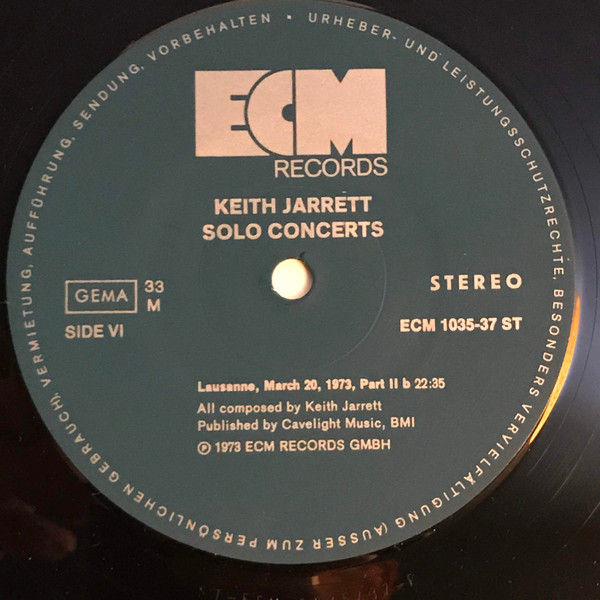 URHEBER- UND LEISTUNGSSCHUTZRECHTE, BESONDERS VERVIELFÄLTIGUNG (AUSSER ZUM PERSÖNLICHEN GEBRAUCH), VERMIETUNG, AUFFÜHRUNG, SENDUNG, VORBEHALTEN •
ECM
RECORDS
KEITH JARRETT
SOLO CONCERTS
GEMA
33
M
SIDE VI
STEREO
ECM 1035-37 ST
Lausanne, March 20, 1973, Part II b 22:35
All composed by Keith Jarrett
Published by Cavelight Music, BMI
℗ 1973 ECM RECORDS GMBH